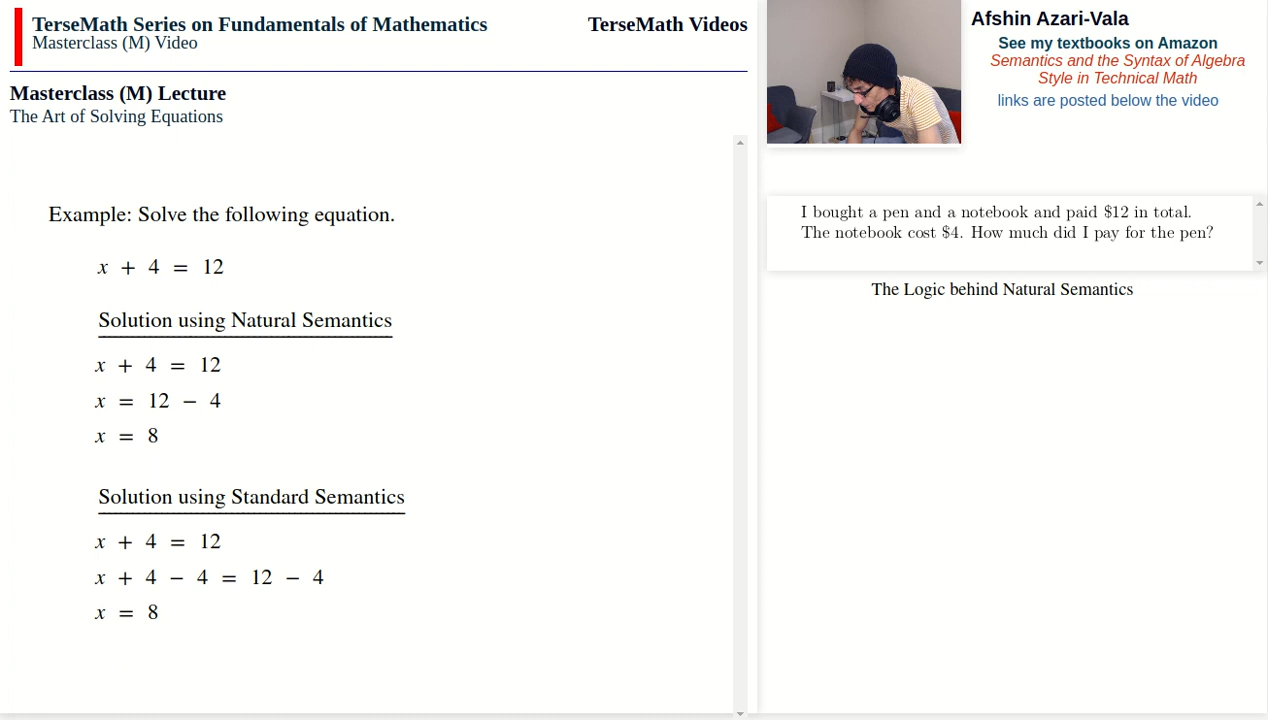 TerseMath Series on Fundamentals of Mathematics
TerseMath Videos
Masterclass (M) Video
Masterclass (M) Lecture
The Art of Solving Equations
Example: Solve the following equation.
x + 4 = 12
Solution using Natural Semantics
x + 4 = 12
x = 12 − 4
x = 8
Solution using Standard Semantics
x + 4 = 12
x + 4 − 4 = 12 − 4
x = 8
Afshin Azari-Vala
See my textbooks on Amazon
Semantics and the Syntax of Algebra
Style in Technical Math
links are posted below the video
I bought a pen and a notebook and paid $12 in total.
The notebook cost $4. How much did I pay for the pen?
The Logic behind Natural Semantics